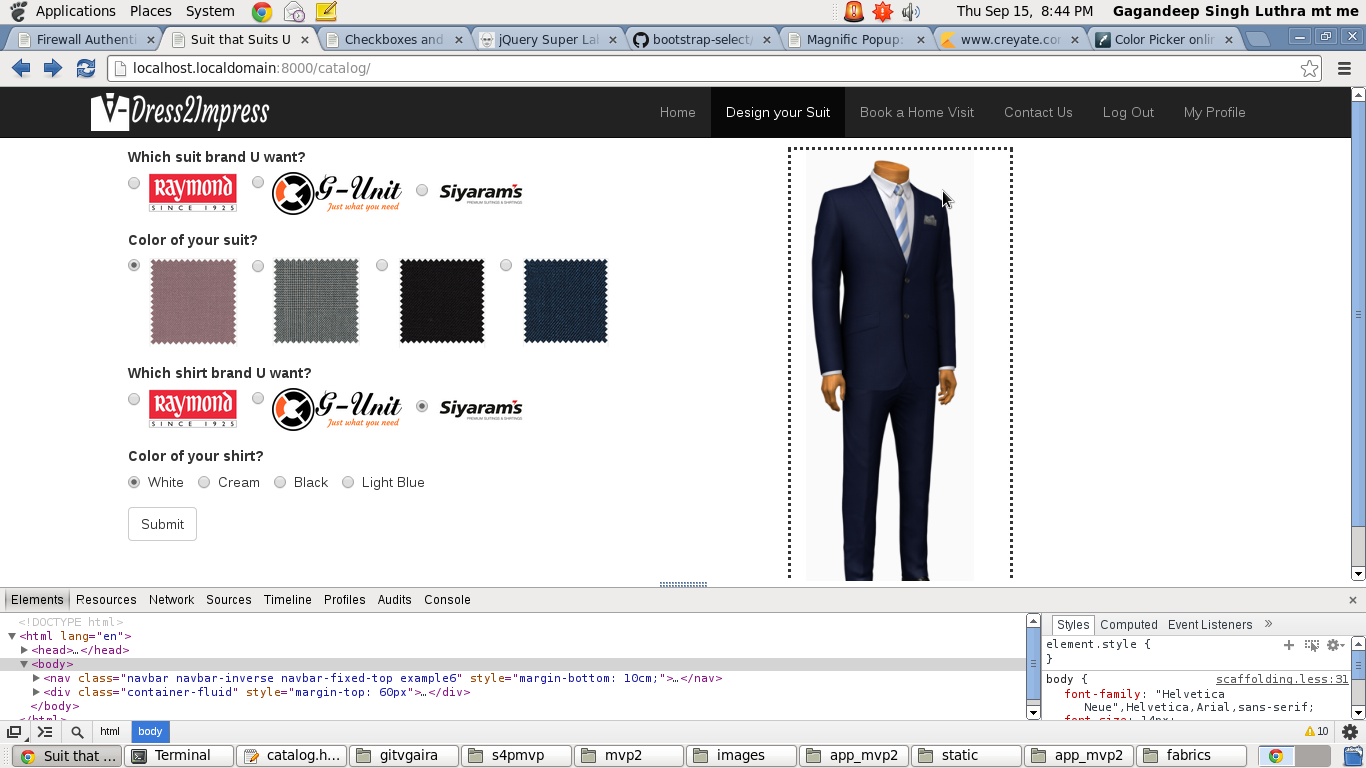 Applications Places System Thu Sep 15, 8:44 PM Gagandeep Singh Luthra mt me
Firewall Authenti Suit that Suits U Checkboxes and jQuery Super Lal bootstrap-select/ Magnific Popup: www.creyate.cor Color Picker onlin
localhost.localdomain:8000/catalog/
Dress2Impress Home Design your Suit Book a Home Visit Contact Us Log Out My Profile
Which suit brand U want?
Raymond G-Unit Siyaram's
SINCE 1925 Just what you need PREMIUM SUITINGS & SHIRTINGS
Color of your suit?
Which shirt brand U want?
Raymond G-Unit Siyaram's
SINCE 1925 Just what you need PREMIUM SUITINGS & SHIRTINGS
Color of your shirt?
White Cream Black Light Blue
Submit
Elements Resources Network Sources Timeline Profiles Audits Console
<!DOCTYPE html>
<html lang="en">
<head>…</head>
<body>
<nav class="navbar navbar-inverse navbar-fixed-top example6" style="margin-bottom: 10cm;">…</nav>
<div class="container-fluid" style="margin-top: 60px">…</div>
</body>
</html>
Styles Computed Event Listeners »
element.style {
}
body { scaffolding.less:31
font-family: "Helvetica
Neue",Helvetica,Arial,sans-serif;
font-size: 14px;
html body 10
Suit that ... Terminal catalog.h... gitvgaira s4pmvp mvp2 images app_mvp2 static app_mvp2 fabrics